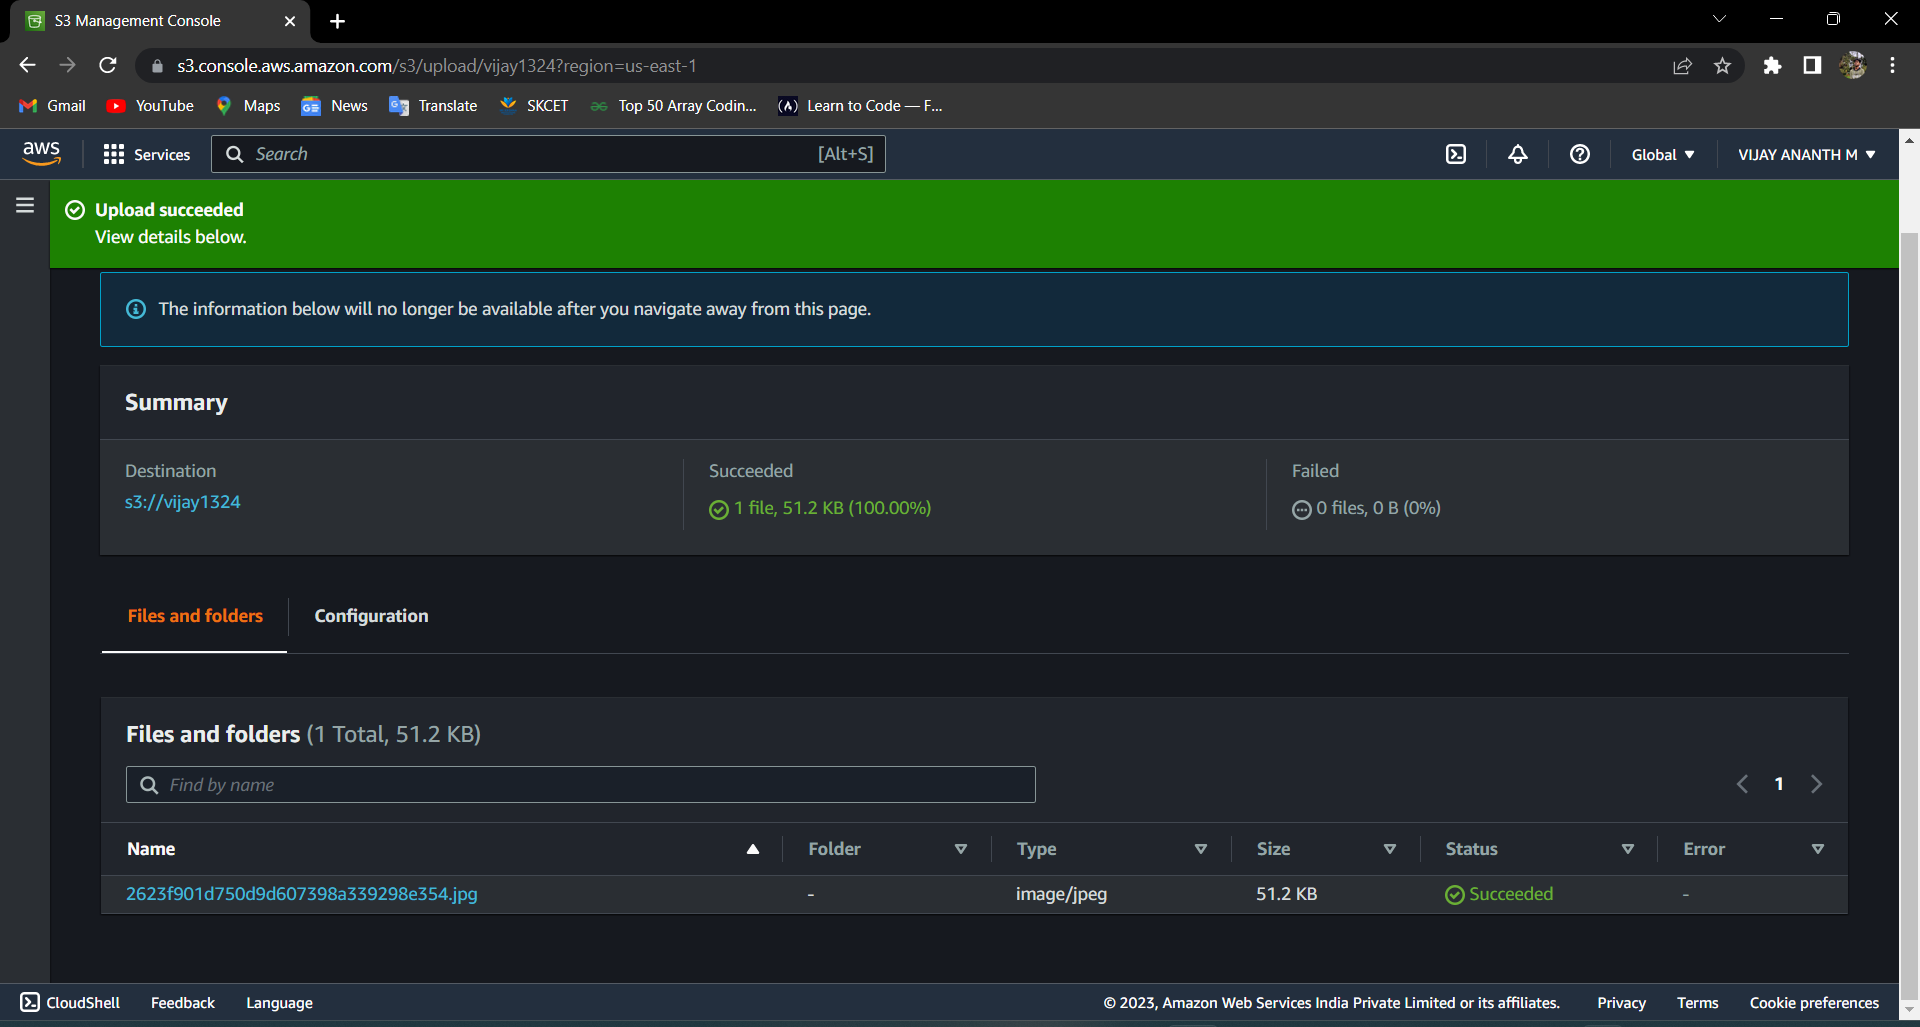 S3 Management Console
s3.console.aws.amazon.com/s3/upload/vijay1324?region=us-east-1
Gmail YouTube Maps News Translate SKCET Top 50 Array Codin... Learn to Code — F...
aws Services Search [Alt+S] Global VIJAY ANANTH M
Upload succeeded
View details below.
The information below will no longer be available after you navigate away from this page.
Summary
Destination Succeeded Failed
s3://vijay1324 1 file, 51.2 KB (100.00%) 0 files, 0 B (0%)
Files and folders Configuration
Files and folders (1 Total, 51.2 KB)
Find by name 1
Name Folder Type Size Status Error
2623f901d750d9d607398a339298e354.jpg - image/jpeg 51.2 KB Succeeded -
CloudShell Feedback Language © 2023, Amazon Web Services India Private Limited or its affiliates. Privacy Terms Cookie preferences